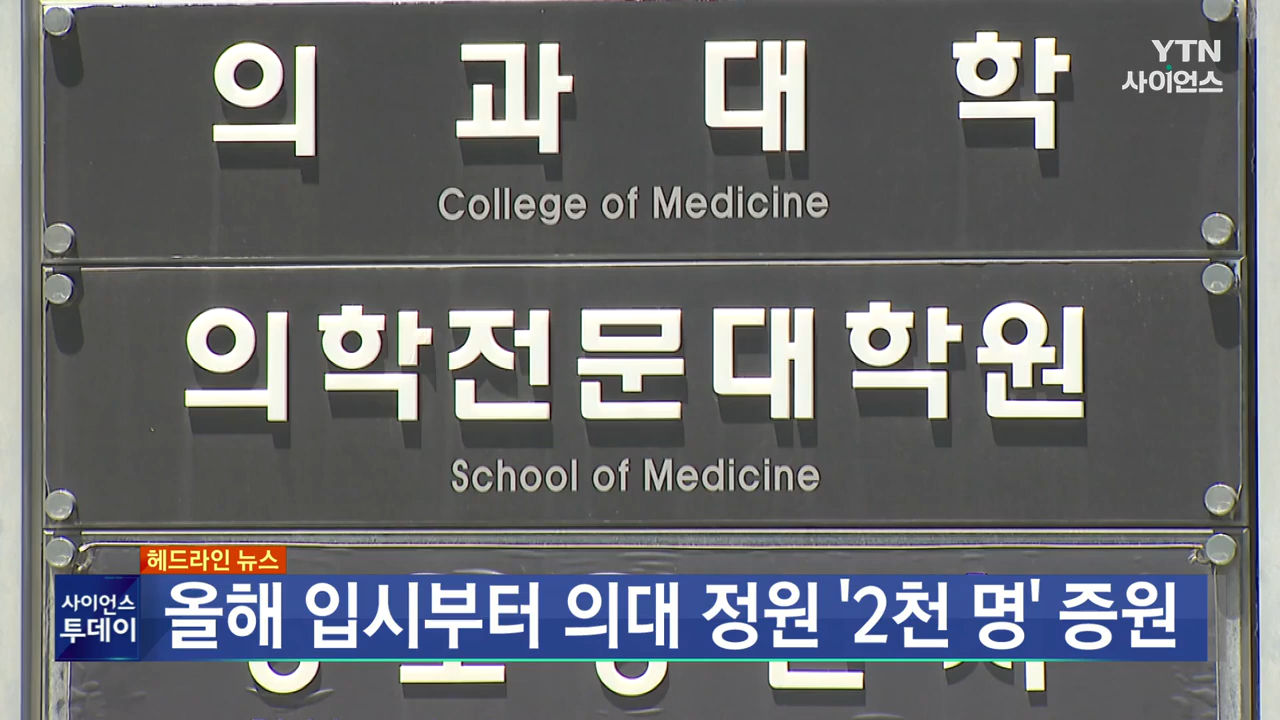 의과대학
College of Medicine
YTN
사이언스
의학전문대학원
School of Medicine
헤드라인 뉴스
사이언스
투데이
올해 입시부터 의대 정원 '2천 명' 증원